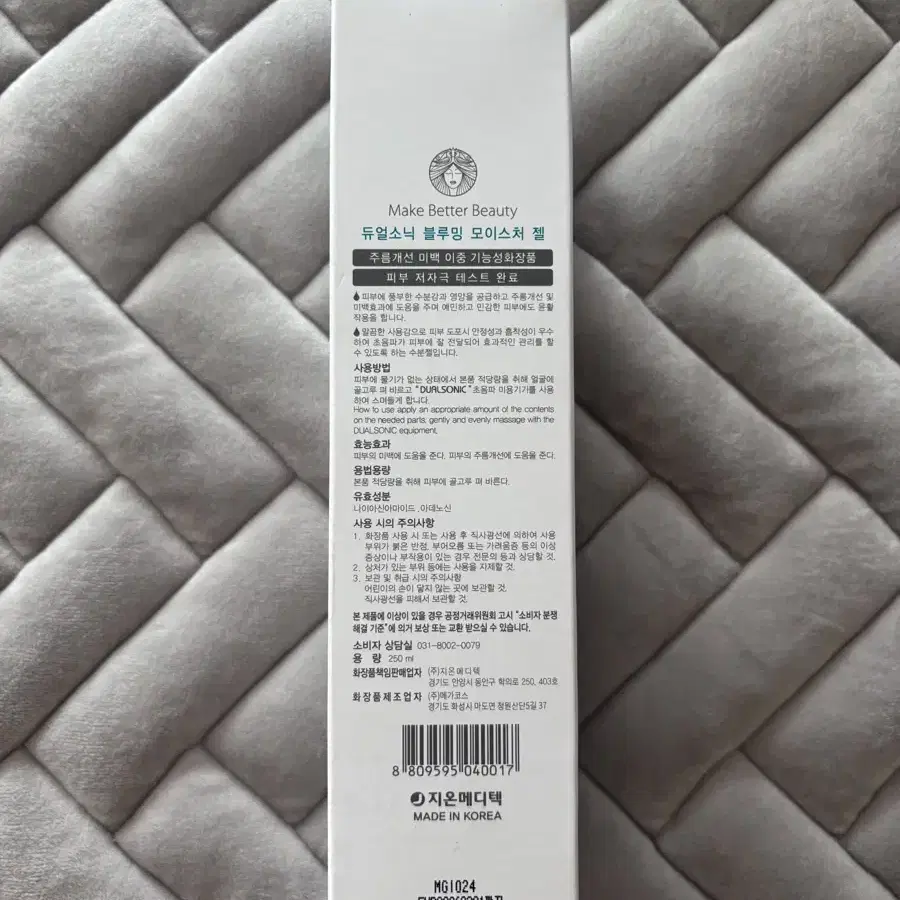 Make Better Beauty
듀얼소닉 블루밍 모이스처 젤
주름개선 미백 이중 기능성화장품
피부 저자극 테스트 완료
피부에 풍부한 수분감과 영양을 공급하고 주름개선 및
미백효과에 도움을 주며 예민하고 민감한 피부에도 윤활
작용을 합니다.
말끔한 사용감으로 피부 도포시 안정성과 흡착성이 우수
하여 초음파가 피부에 잘 전달되어 효과적인 관리를 할
수 있도록 하는 수분젤입니다.
사용방법
피부에 물기가 없는 상태에서 본품 적당량을 취해 얼굴에
골고루 펴 바르고 "DUALSONIC" 초음파 미용기기를 사용
하여 스며들게 합니다.
How to use apply an appropriate amount of the contents
on the needed parts, gently and evenly massage with the
DUALSONIC equipment.
효능효과
피부의 미백에 도움을 준다. 피부의 주름개선에 도움을 준다.
용법용량
본품 적당량을 취해 피부에 골고루 펴 바른다.
유효성분
나이아신아마이드 ,아데노신
사용 시의 주의사항
1. 화장품 사용 시 또는 사용 후 직사광선에 의하여 사용
부위가 붉은 반점, 부어오름 또는 가려움증 등의 이상
증상이나 부작용이 있는 경우 전문의 등과 상담할 것.
2. 상처가 있는 부위 등에는 사용을 자제할 것.
3. 보관 및 취급 시의 주의사항
어린이의 손이 닿지 않는 곳에 보관할 것.
직사광선을 피해서 보관할 것.
본 제품에 이상이 있을 경우 공정거래위원회 고시 "소비자 분쟁
해결 기준"에 의거 보상 또는 교환 받으실 수 있습니다.
소비자 상담실 031-8002-0079
용 량 250 ml
화장품책임판매업자 (주)지온메디텍
경기도 안양시 동안구 학의로 250, 403호
화장품제조업자 (주)메가코스
경기도 화성시 마도면 청원산단5길 37
8 809595 040017
지온메디텍
MADE IN KOREA
MG1024